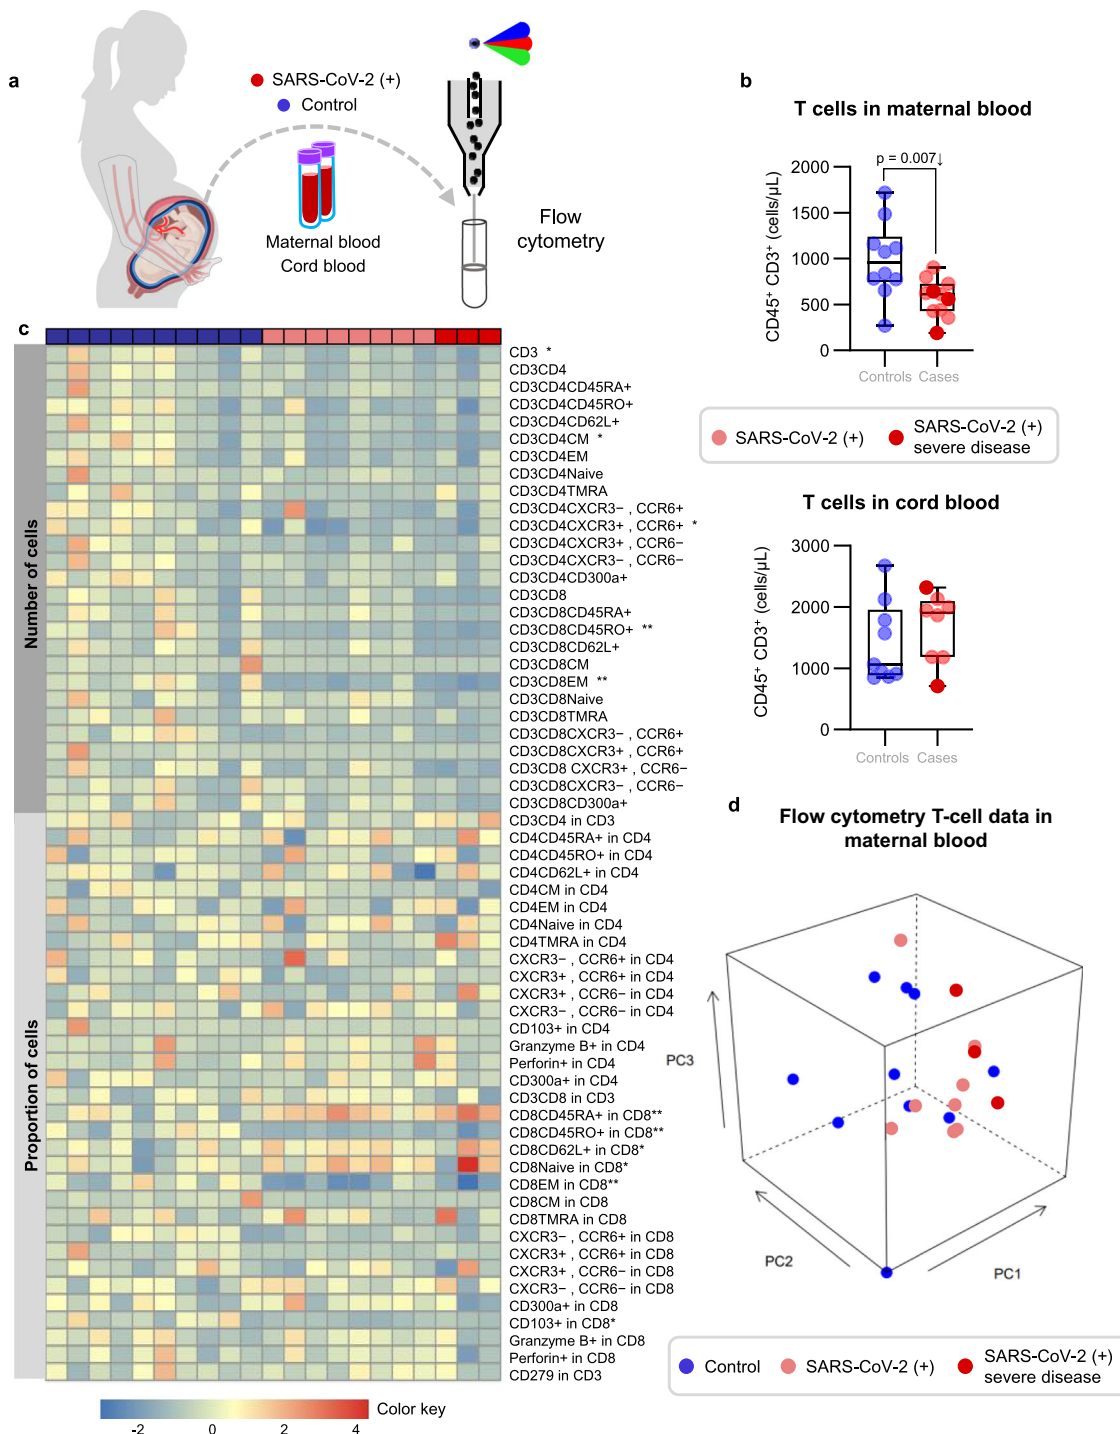 a
SARS-CoV-2 (+)
Control
Maternal blood
Cord blood
Flow
cytometry
b
T cells in maternal blood
p = 0.007↓
CD45⁺ CD3⁺ (cells/µL)
2000
1500
1000
500
0
Controls
Cases
SARS-CoV-2 (+)
SARS-CoV-2 (+)
severe disease
T cells in cord blood
CD45⁺ CD3⁺ (cells/µL)
3000
2000
1000
0
Controls
Cases
c
Number of cells
CD3 *
CD3CD4
CD3CD4CD45RA+
CD3CD4CD45RO+
CD3CD4CD62L+
CD3CD4CM *
CD3CD4EM
CD3CD4Naive
CD3CD4TMRA
CD3CD4CXCR3− , CCR6+
CD3CD4CXCR3+ , CCR6+ *
CD3CD4CXCR3+ , CCR6−
CD3CD4CXCR3− , CCR6−
CD3CD4CD300a+
CD3CD8
CD3CD8CD45RA+
CD3CD8CD45RO+ **
CD3CD8CD62L+
CD3CD8CM
CD3CD8EM **
CD3CD8Naive
CD3CD8TMRA
CD3CD8CXCR3− , CCR6+
CD3CD8CXCR3+ , CCR6+
CD3CD8 CXCR3+ , CCR6−
CD3CD8CXCR3− , CCR6−
CD3CD8CD300a+
Proportion of cells
CD3CD4 in CD3
CD4CD45RA+ in CD4
CD4CD45RO+ in CD4
CD4CD62L+ in CD4
CD4CM in CD4
CD4EM in CD4
CD4Naive in CD4
CD4TMRA in CD4
CXCR3− , CCR6+ in CD4
CXCR3+ , CCR6+ in CD4
CXCR3+ , CCR6− in CD4
CXCR3− , CCR6− in CD4
CD103+ in CD4
Granzyme B+ in CD4
Perforin+ in CD4
CD300a+ in CD4
CD3CD8 in CD3
CD8CD45RA+ in CD8**
CD8CD45RO+ in CD8**
CD8CD62L+ in CD8*
CD8Naive in CD8*
CD8EM in CD8**
CD8CM in CD8
CD8TMRA in CD8
CXCR3− , CCR6+ in CD8
CXCR3+ , CCR6+ in CD8
CXCR3+ , CCR6− in CD8
CXCR3− , CCR6− in CD8
CD300a+ in CD8
CD103+ in CD8*
Granzyme B+ in CD8
Perforin+ in CD8
CD279 in CD3
Color key
-2 0 2 4
d
Flow cytometry T-cell data in
maternal blood
PC3
PC2
PC1
Control
SARS-CoV-2 (+)
SARS-CoV-2 (+)
severe disease